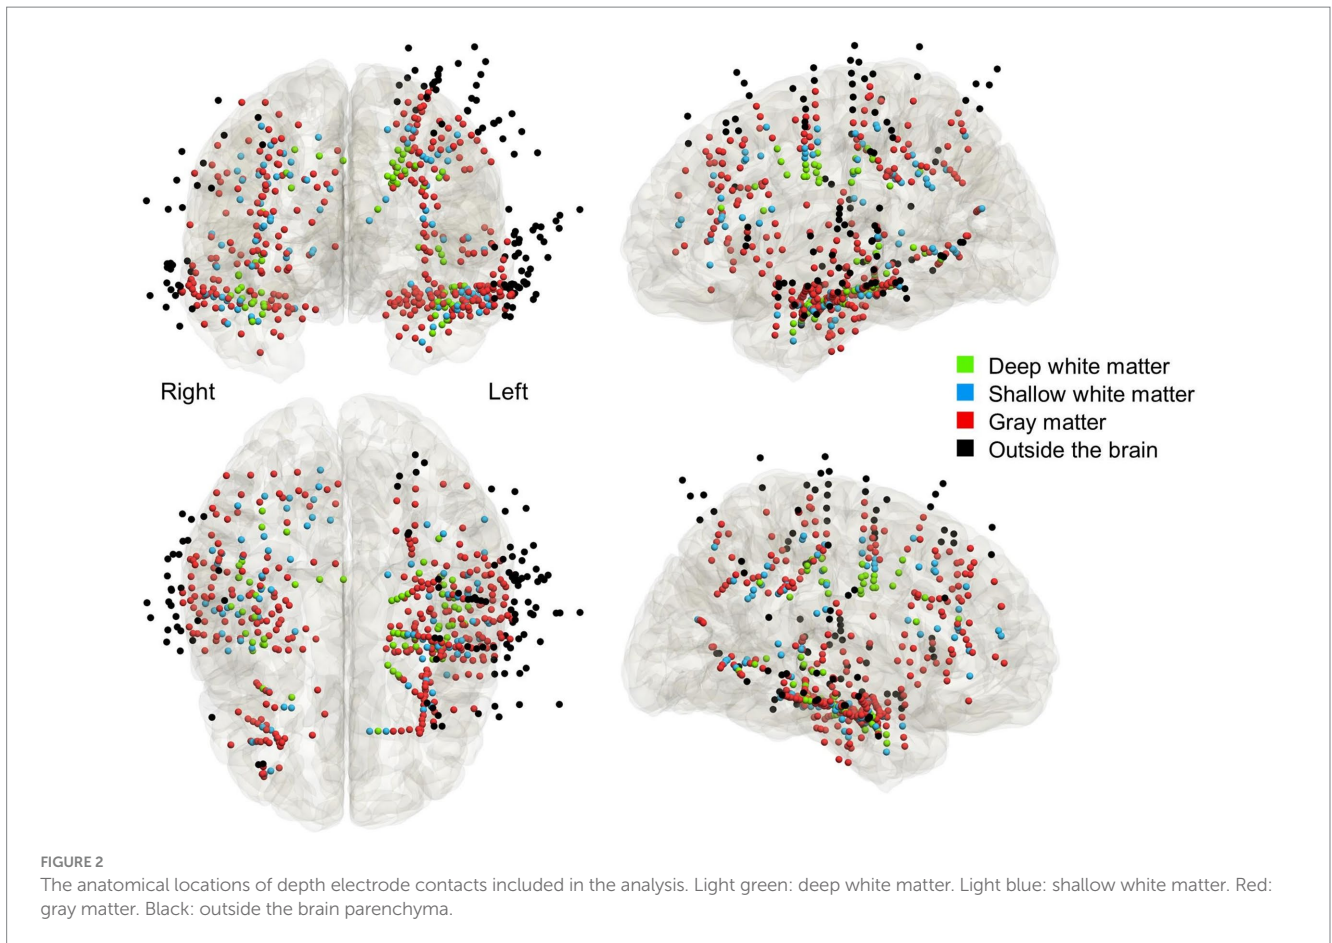 Right
Left
Deep white matter
Shallow white matter
Gray matter
Outside the brain
FIGURE 2
The anatomical locations of depth electrode contacts included in the analysis. Light green: deep white matter. Light blue: shallow white matter. Red:
gray matter. Black: outside the brain parenchyma.